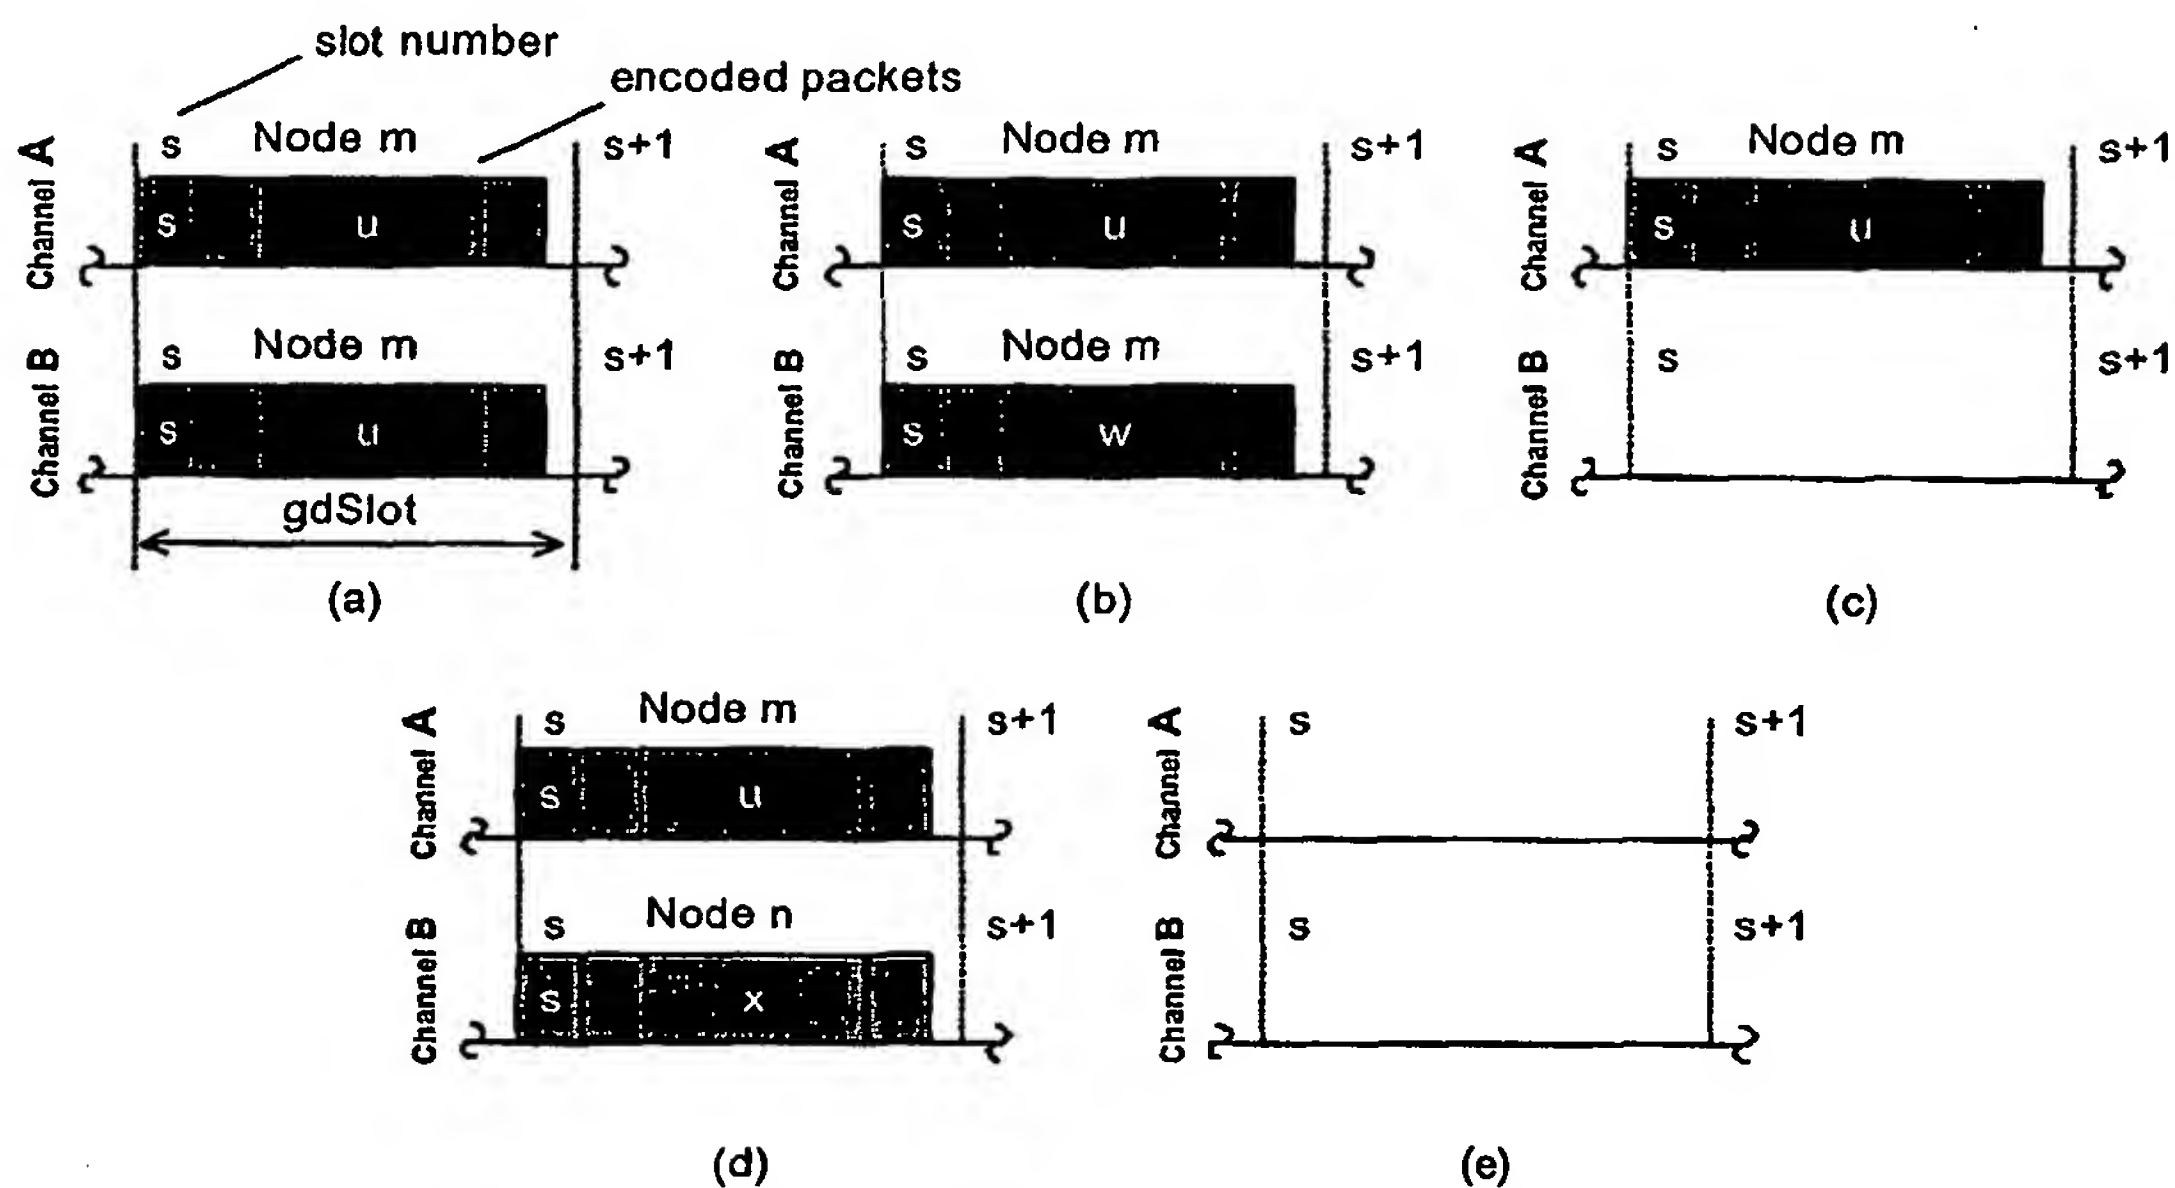 slot number
encoded packets
Channel A
s Node m s+1
s u
Channel B
s Node m s+1
s u
gdSlot
(a)
Channel A
s Node m s+1
s u
Channel B
s Node m s+1
s w
(b)
Channel A
s Node m s+1
s u
Channel B
s s+1
(c)
Channel A
s Node m s+1
s u
Channel B
s Node n s+1
s x
(d)
Channel A
s s+1
Channel B
s s+1
(e)